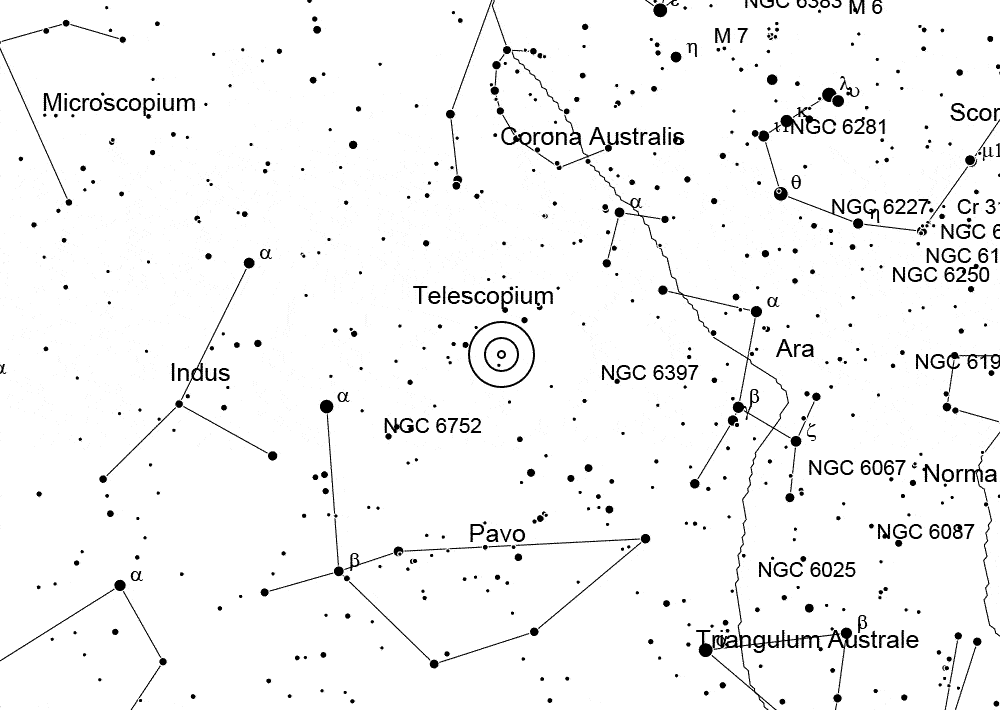 ε
NGC 6383
M 6
M 7
η
λ
υ
κ
Microscopium
ι1
NGC 6281
Scor
Corona Australis
μ1
θ
α
NGC 6227
η
Cr 31
NGC 6
α
NGC 61
NGC 6250
Telescopium
α
Ara
NGC 6397
NGC 619
α
Indus
α
β
γ
NGC 6752
ζ
NGC 6067
Norma
Pavo
NGC 6087
β
NGC 6025
α
β
α
Triangulum Australe